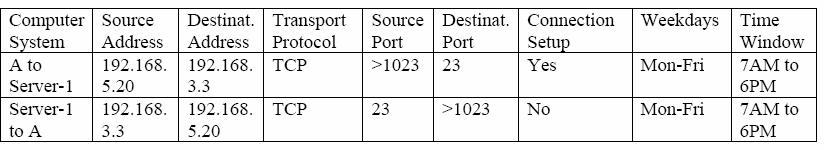 Computer System | Source Address | Destinat. Address | Transport Protocol | Source Port | Destinat. Port | Connection Setup | Weekdays | Time Window
A to Server-1 | 192.168. 5.20 | 192.168. 3.3 | TCP | >1023 | 23 | Yes | Mon-Fri | 7AM to 6PM
Server-1 to A | 192.168. 3.3 | 192.168. 5.20 | TCP | 23 | >1023 | No | Mon-Fri | 7AM to 6PM